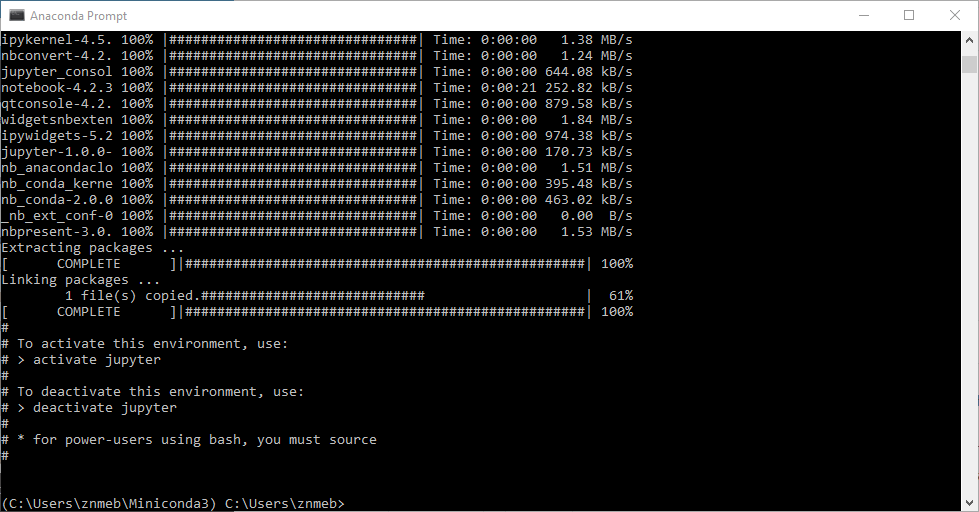 Anaconda Prompt
ipykernel-4.5. 100% |###############################| Time: 0:00:00   1.38 MB/s
nbconvert-4.2. 100% |###############################| Time: 0:00:00   1.24 MB/s
jupyter_consol 100% |###############################| Time: 0:00:00 644.08 kB/s
notebook-4.2.3 100% |###############################| Time: 0:00:21 252.82 kB/s
qtconsole-4.2. 100% |###############################| Time: 0:00:00 879.58 kB/s
widgetsnbexten 100% |###############################| Time: 0:00:00   1.84 MB/s
ipywidgets-5.2 100% |###############################| Time: 0:00:00 974.38 kB/s
jupyter-1.0.0- 100% |###############################| Time: 0:00:00 170.73 kB/s
nb_anacondaclo 100% |###############################| Time: 0:00:00   1.51 MB/s
nb_conda_kerne 100% |###############################| Time: 0:00:00 395.48 kB/s
nb_conda-2.0.0 100% |###############################| Time: 0:00:00 463.02 kB/s
_nb_ext_conf-0 100% |###############################| Time: 0:00:00   0.00  B/s
nbpresent-3.0. 100% |###############################| Time: 0:00:00   1.53 MB/s
Extracting packages ...
[      COMPLETE      ]|##################################################| 100%
Linking packages ...
        1 file(s) copied.############################                    |  61%
[      COMPLETE      ]|##################################################| 100%
#
# To activate this environment, use:
# > activate jupyter
#
# To deactivate this environment, use:
# > deactivate jupyter
#
# * for power-users using bash, you must source
#
(C:\Users\znmeb\Miniconda3) C:\Users\znmeb>